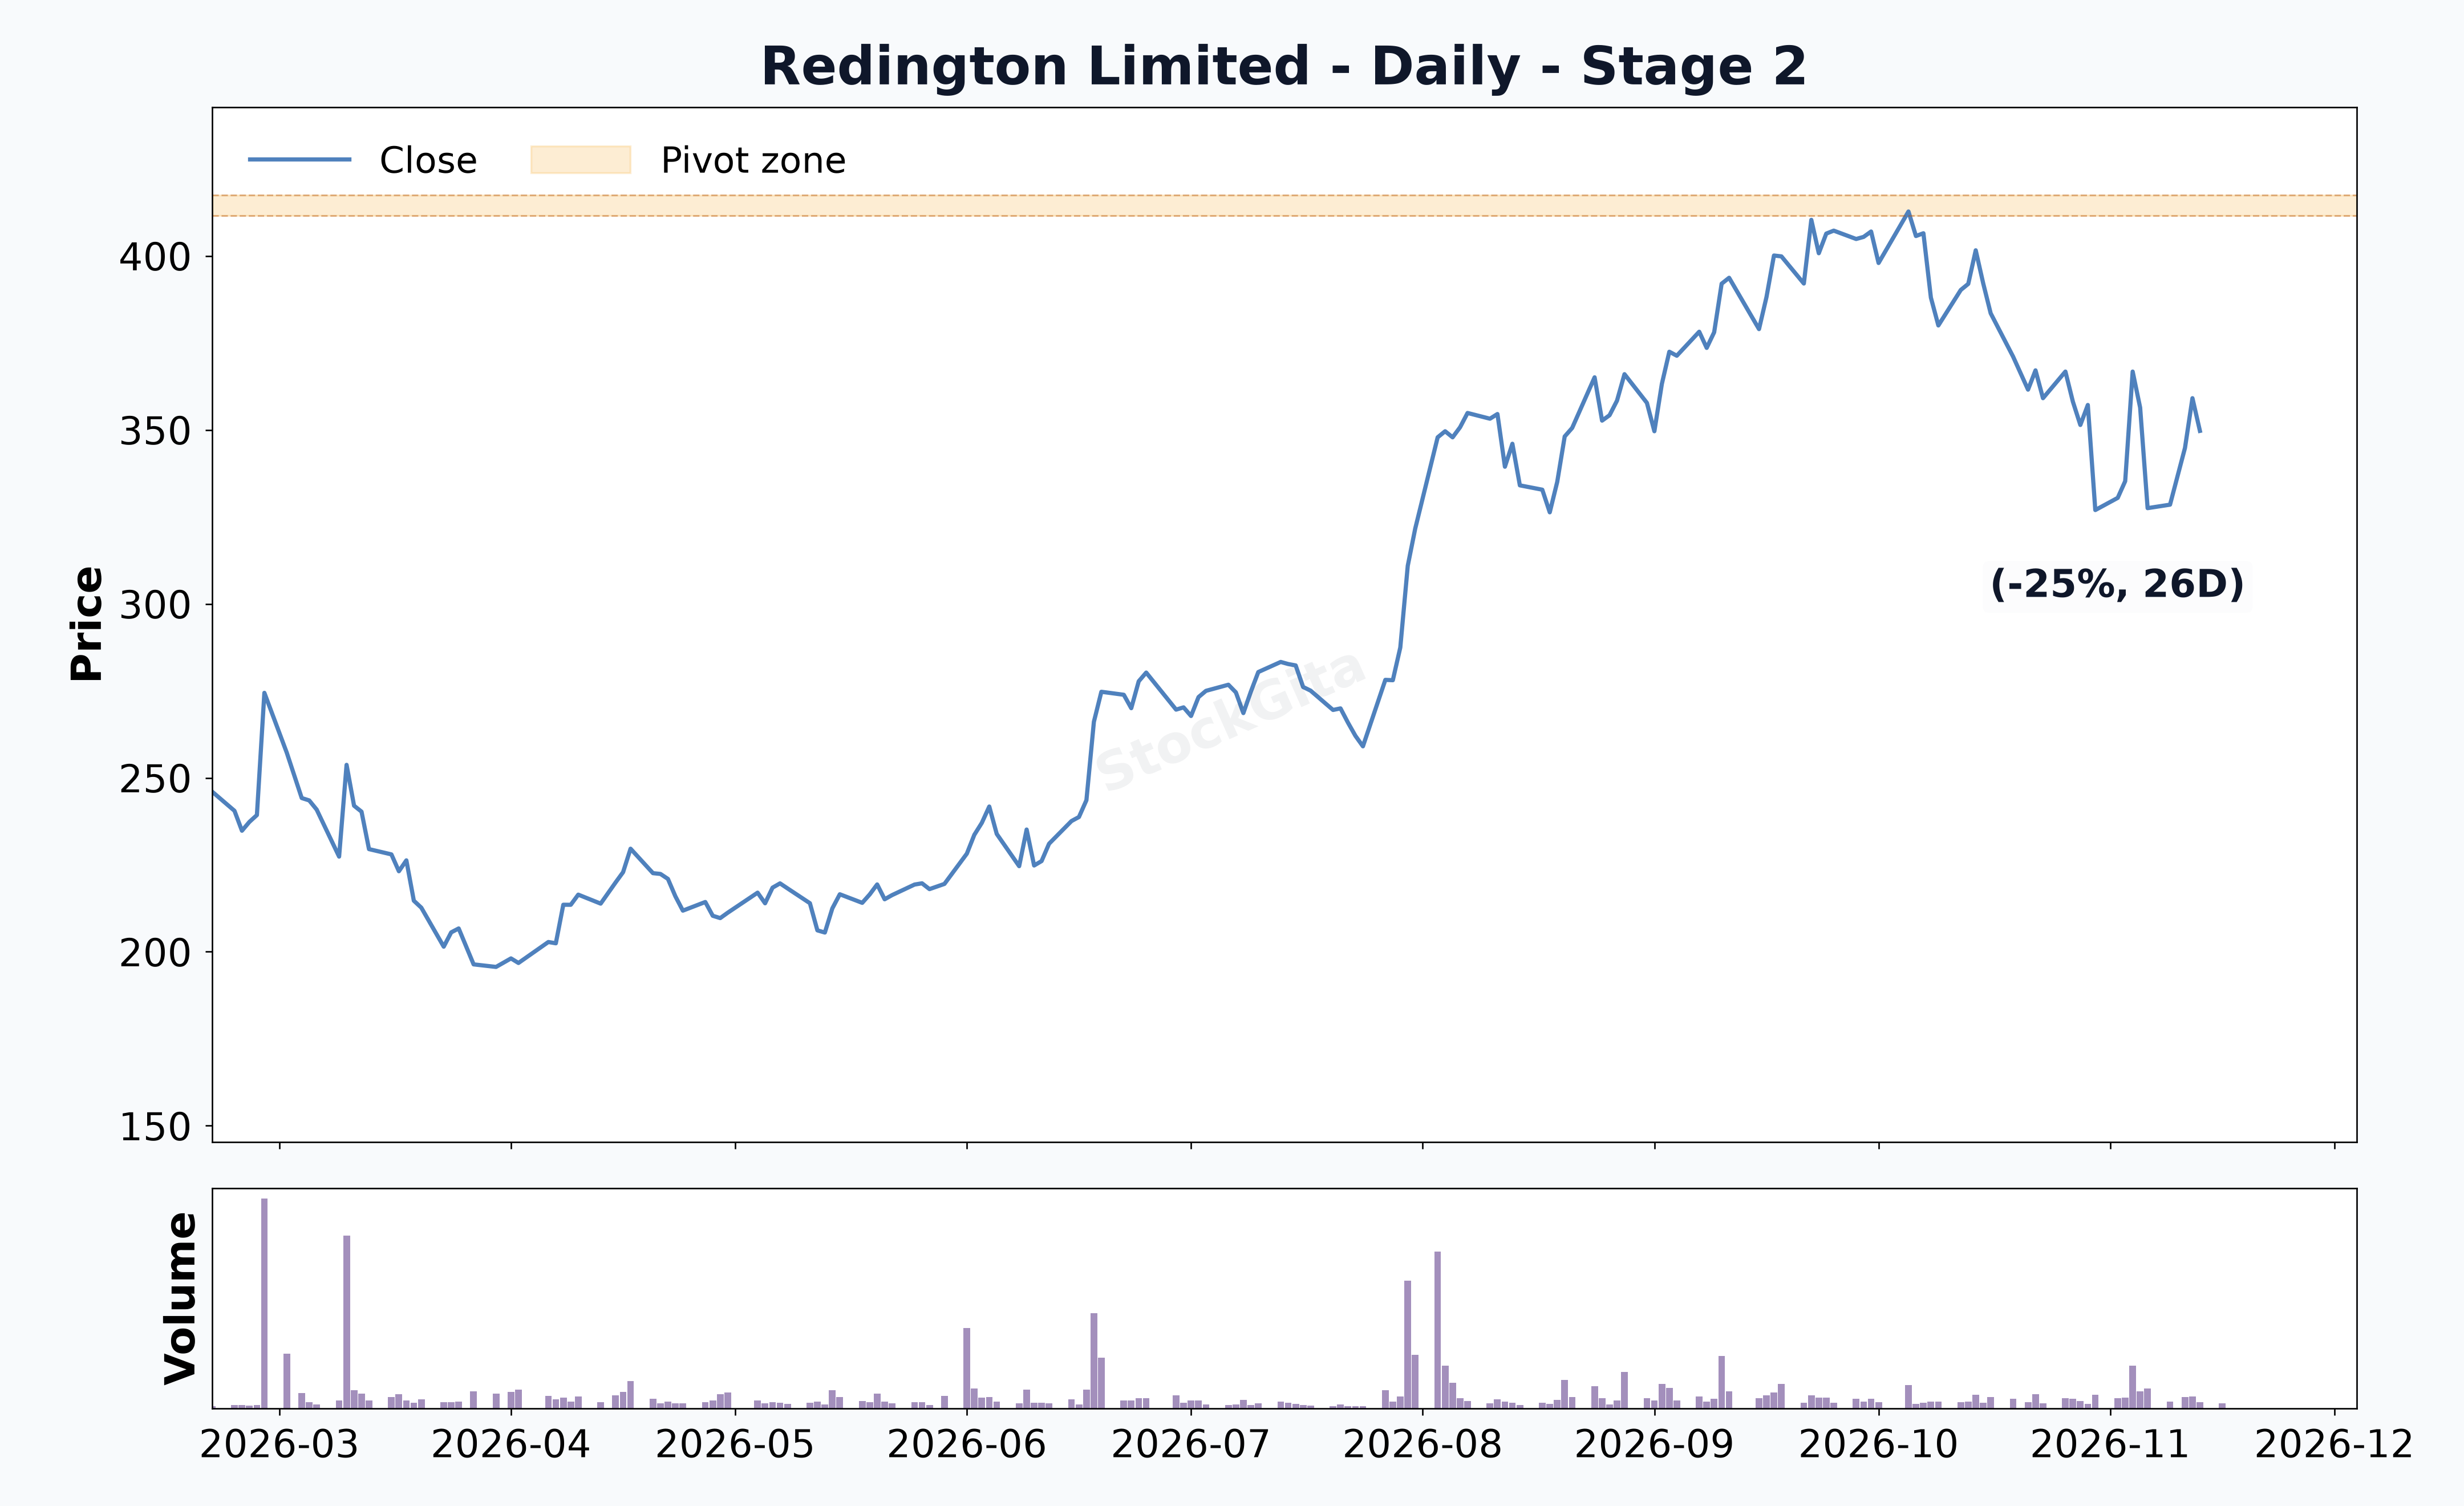 Redington Limited - Daily - Stage 2
Close
Pivot zone
400
350
300
250
200
150
Price
(-25%, 26D)
StockGita
Volume
2026-03
2026-04
2026-05
2026-06
2026-07
2026-08
2026-09
2026-10
2026-11
2026-12